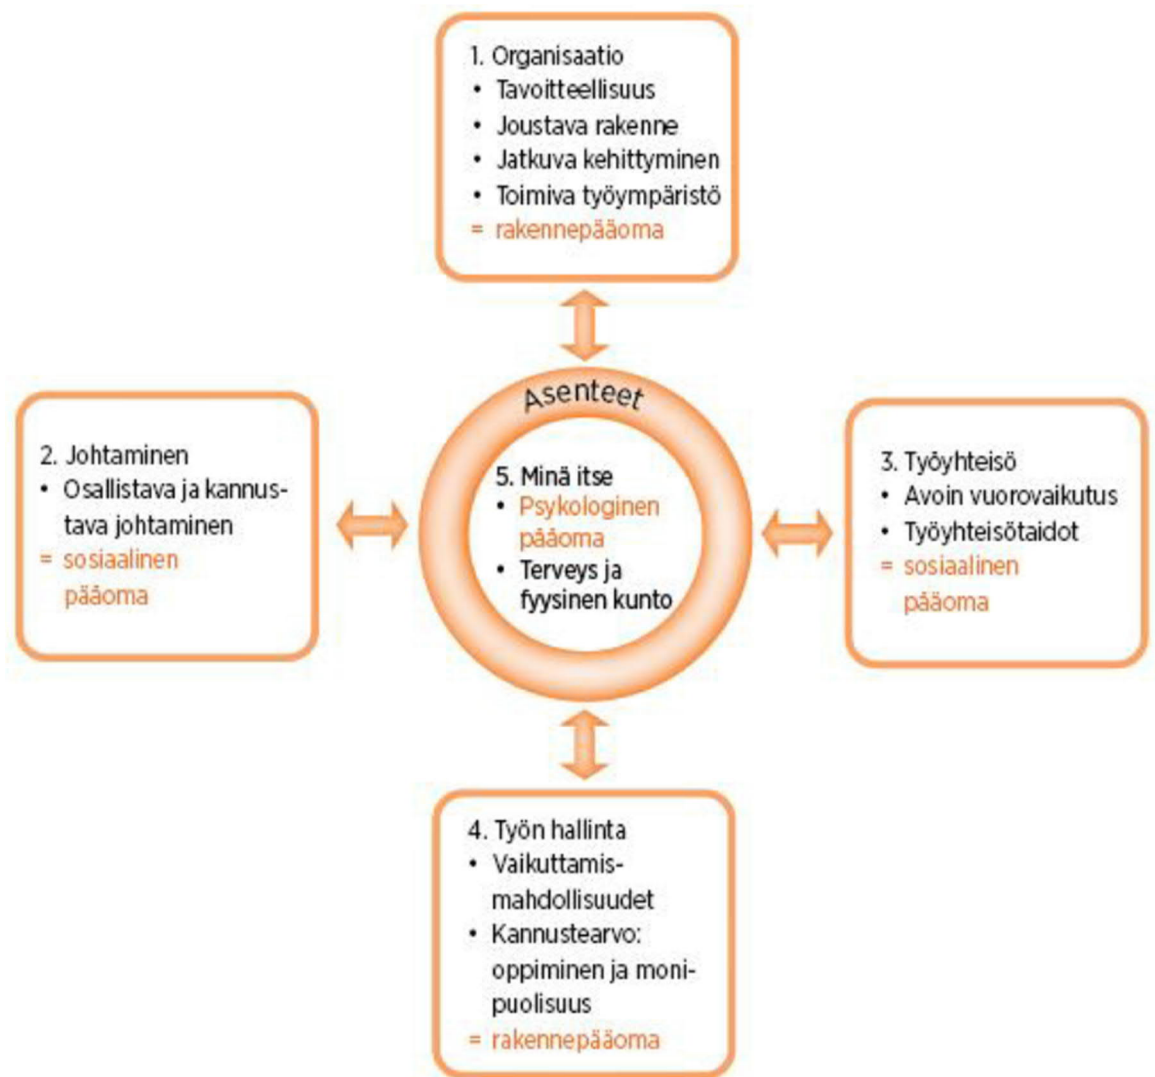 1. Organisaatio
• Tavoitteellisuus
• Joustava rakenne
• Jatkuva kehittyminen
• Toimiva työympäristö
= rakennepääoma
Asenteet
2. Johtaminen
• Osallistava ja kannus-
tava johtaminen
= sosiaalinen
pääoma
5. Minä itse
• Psykologinen
pääoma
• Terveys ja
fyysinen kunto
3. Työyhteisö
• Avoin vuorovaikutus
• Työyhteisötaidot
= sosiaalinen
pääoma
4. Työn hallinta
• Vaikuttamis-
mahdollisuudet
• Kannustearvo:
oppiminen ja moni-
puolisuus
= rakennepääoma